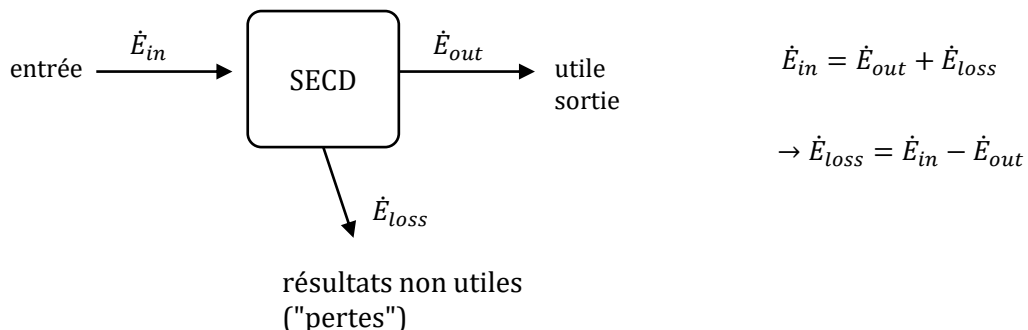 entrée
Ė_in
SECD
Ė_out
utile
sortie
Ė_loss
résultats non utiles
("pertes")
Ė_in = Ė_out + Ė_loss
→ Ė_loss = Ė_in − Ė_out